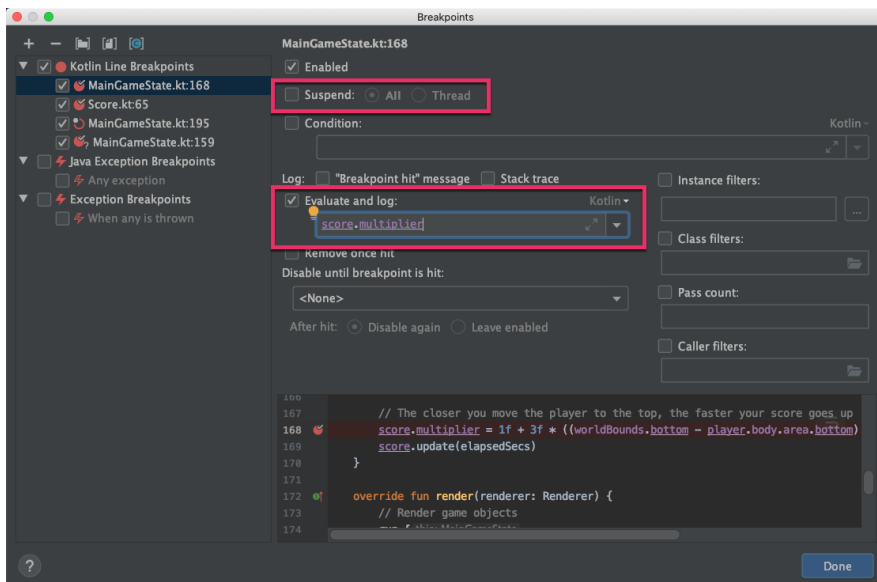 Breakpoints
MainGameState.kt:168
Kotlin Line Breakpoints
MainGameState.kt:168
Score.kt:65
MainGameState.kt:195
MainGameState.kt:159
Java Exception Breakpoints
Any exception
Exception Breakpoints
When any is thrown
Enabled
Suspend: All Thread
Condition: Kotlin
Log: "Breakpoint hit" message Stack trace
Evaluate and log: Kotlin
score.multiplier
Remove once hit
Disable until breakpoint is hit:
<None>
After hit: Disable again Leave enabled
Instance filters:
...
Class filters:
Pass count:
Caller filters:
166
167 // The closer you move the player to the top, the faster your score goes up
168 score.multiplier = 1f + 3f * ((worldBounds.bottom - player.body.area.bottom)
169 score.update(elapsedSecs)
170 }
171
172 override fun render(renderer: Renderer) {
173 // Render game objects
174 run { this: MainGameState
? Done